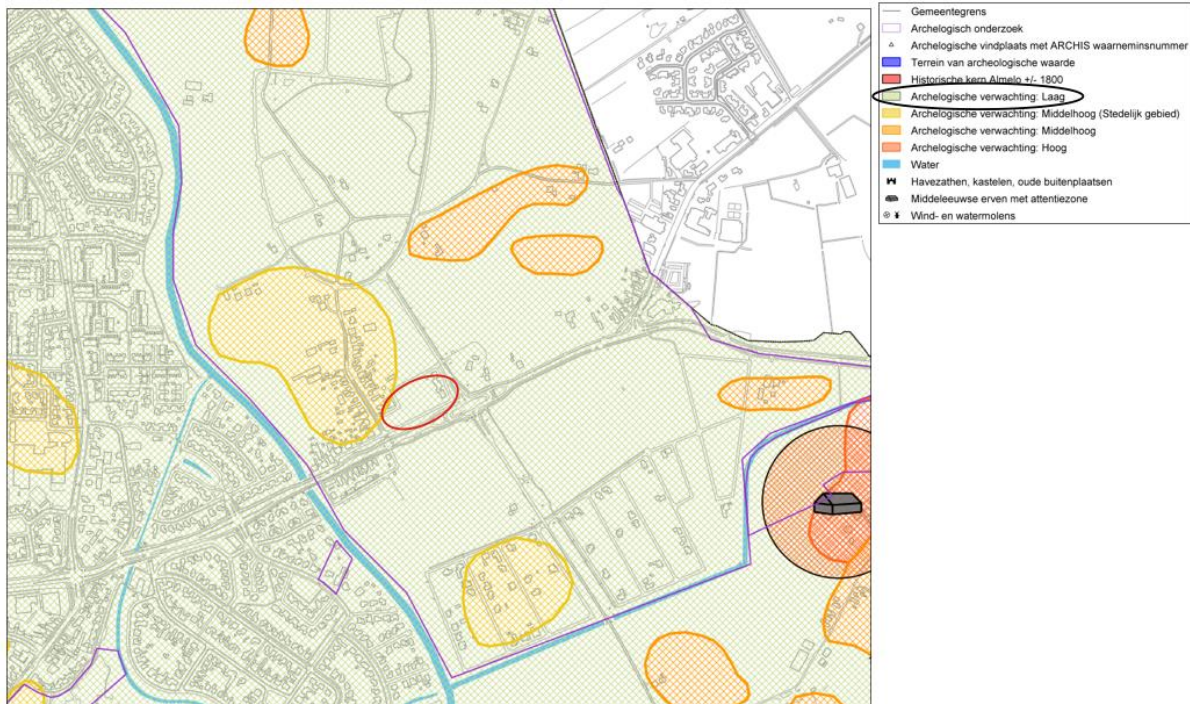 Gemeentegrens
Archelogisch onderzoek
Archeologische vindplaats met ARCHIS waarneminsnummer
Terrein van archeologische waarde
Historische kern Almelo +/- 1800
Archelogische verwachting: Laag
Archelogische verwachting: Middelhoog (Stedelijk gebied)
Archelogische verwachting: Middelhoog
Archelogische verwachting: Hoog
Water
Havezathen, kastelen, oude buitenplaatsen
Middeleeuwse erven met attentiezone
Wind- en watermolens